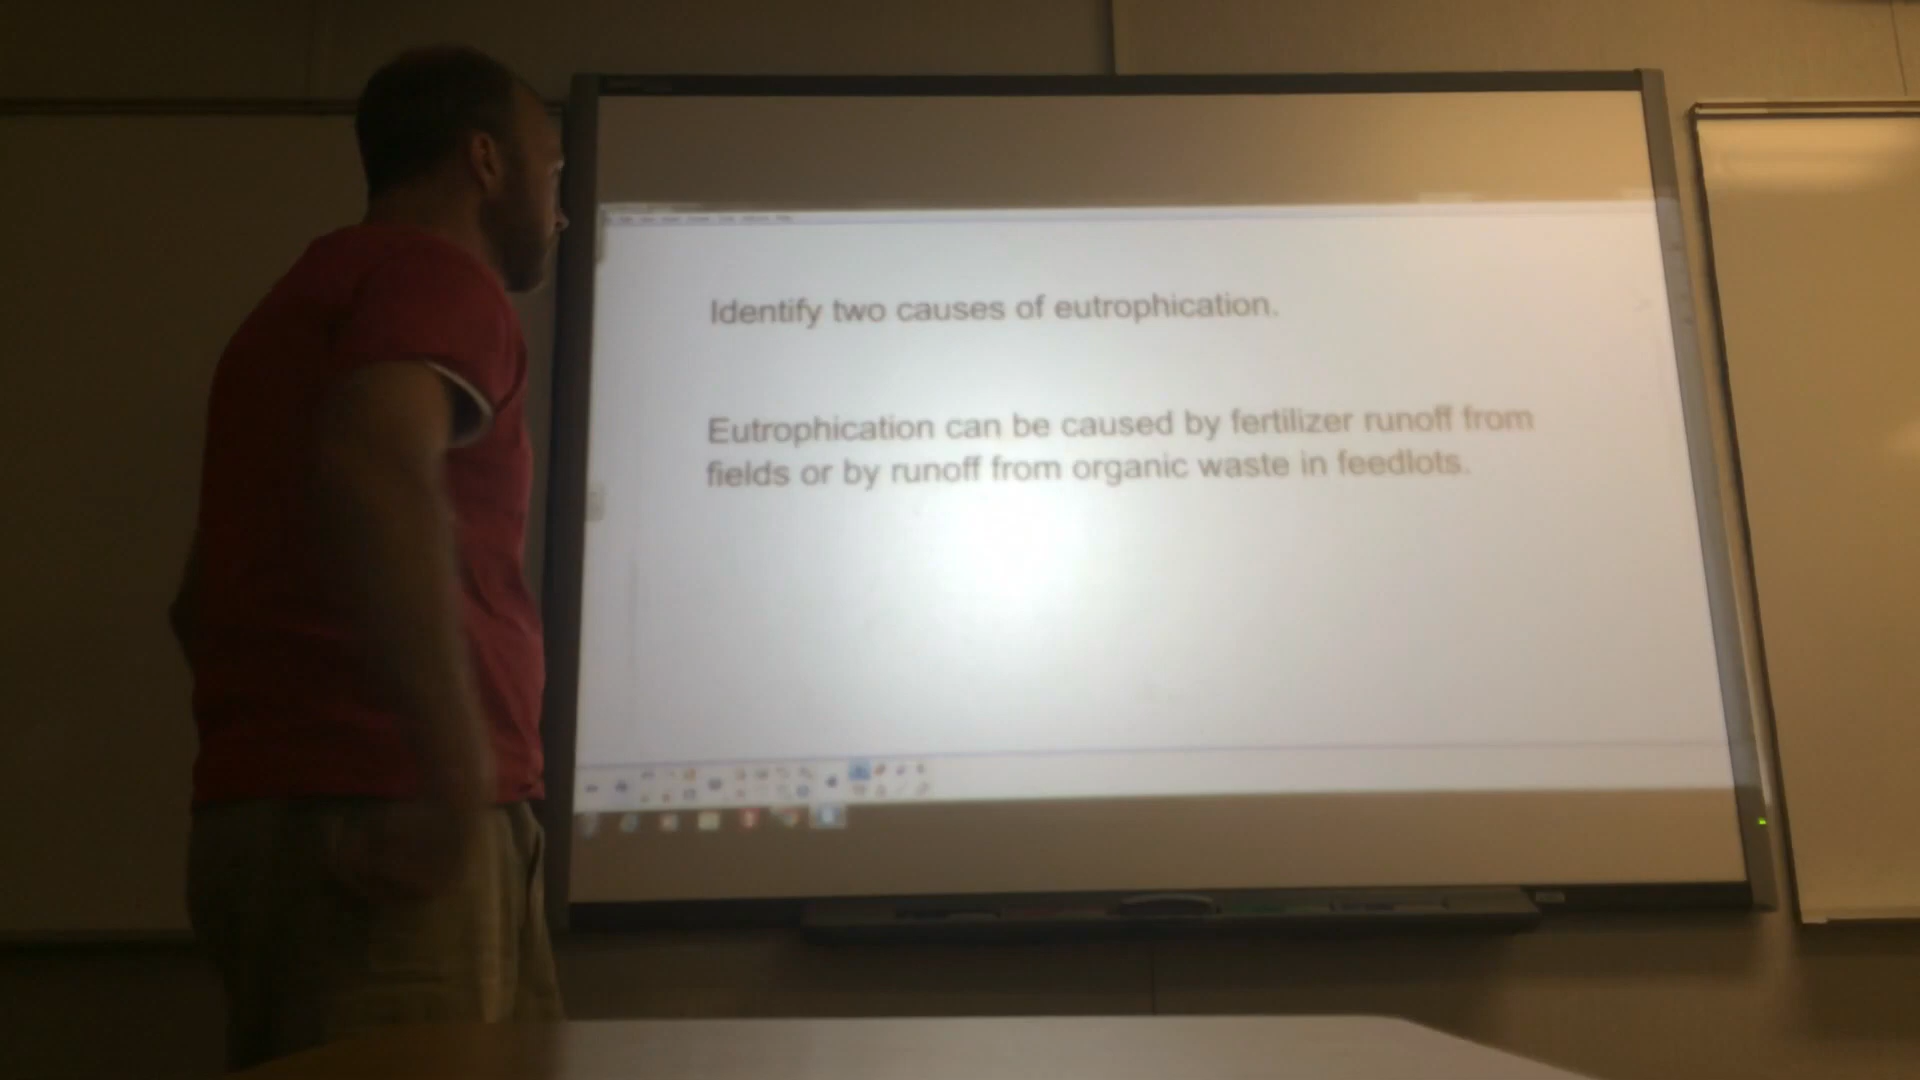 Identify two causes of eutrophication.
Eutrophication can be caused by fertilizer runoff from
fields or by runoff from organic waste in feedlots.